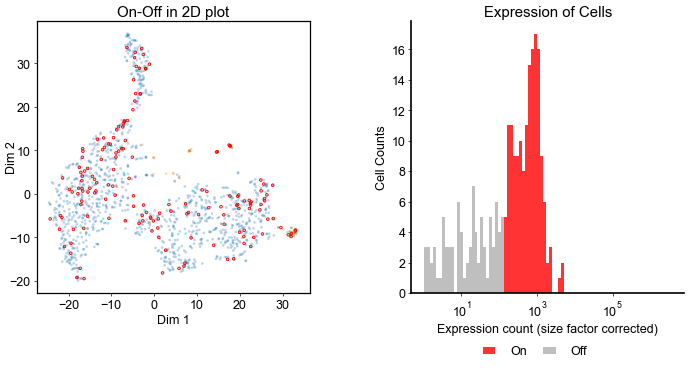 On-Off in 2D plot
Dim 2
30
20
10
0
−10
−20
−20 −10 0 10 20 30
Dim 1
Expression of Cells
Cell Counts
16
14
12
10
8
6
4
2
0
10^1 10^3 10^5
Expression count (size factor corrected)
On Off